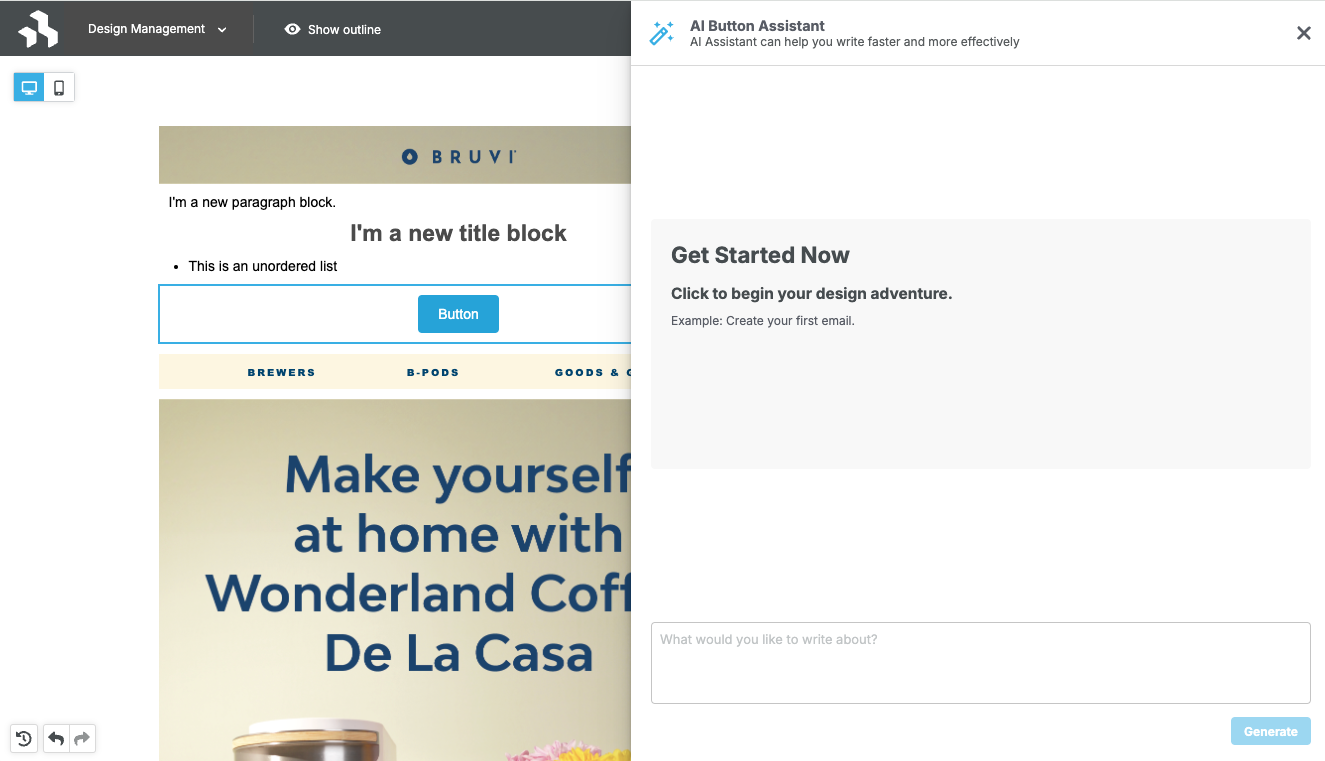 Design Management
Show outline
AI Button Assistant
AI Assistant can help you write faster and more effectively
BRUVI
I'm a new paragraph block.
I'm a new title block
This is an unordered list
Button
BREWERS
B-PODS
GOODS &
Make yourself
at home with
Wonderland Coff
De La Casa
Get Started Now
Click to begin your design adventure.
Example: Create your first email.
What would you like to write about?
Generate